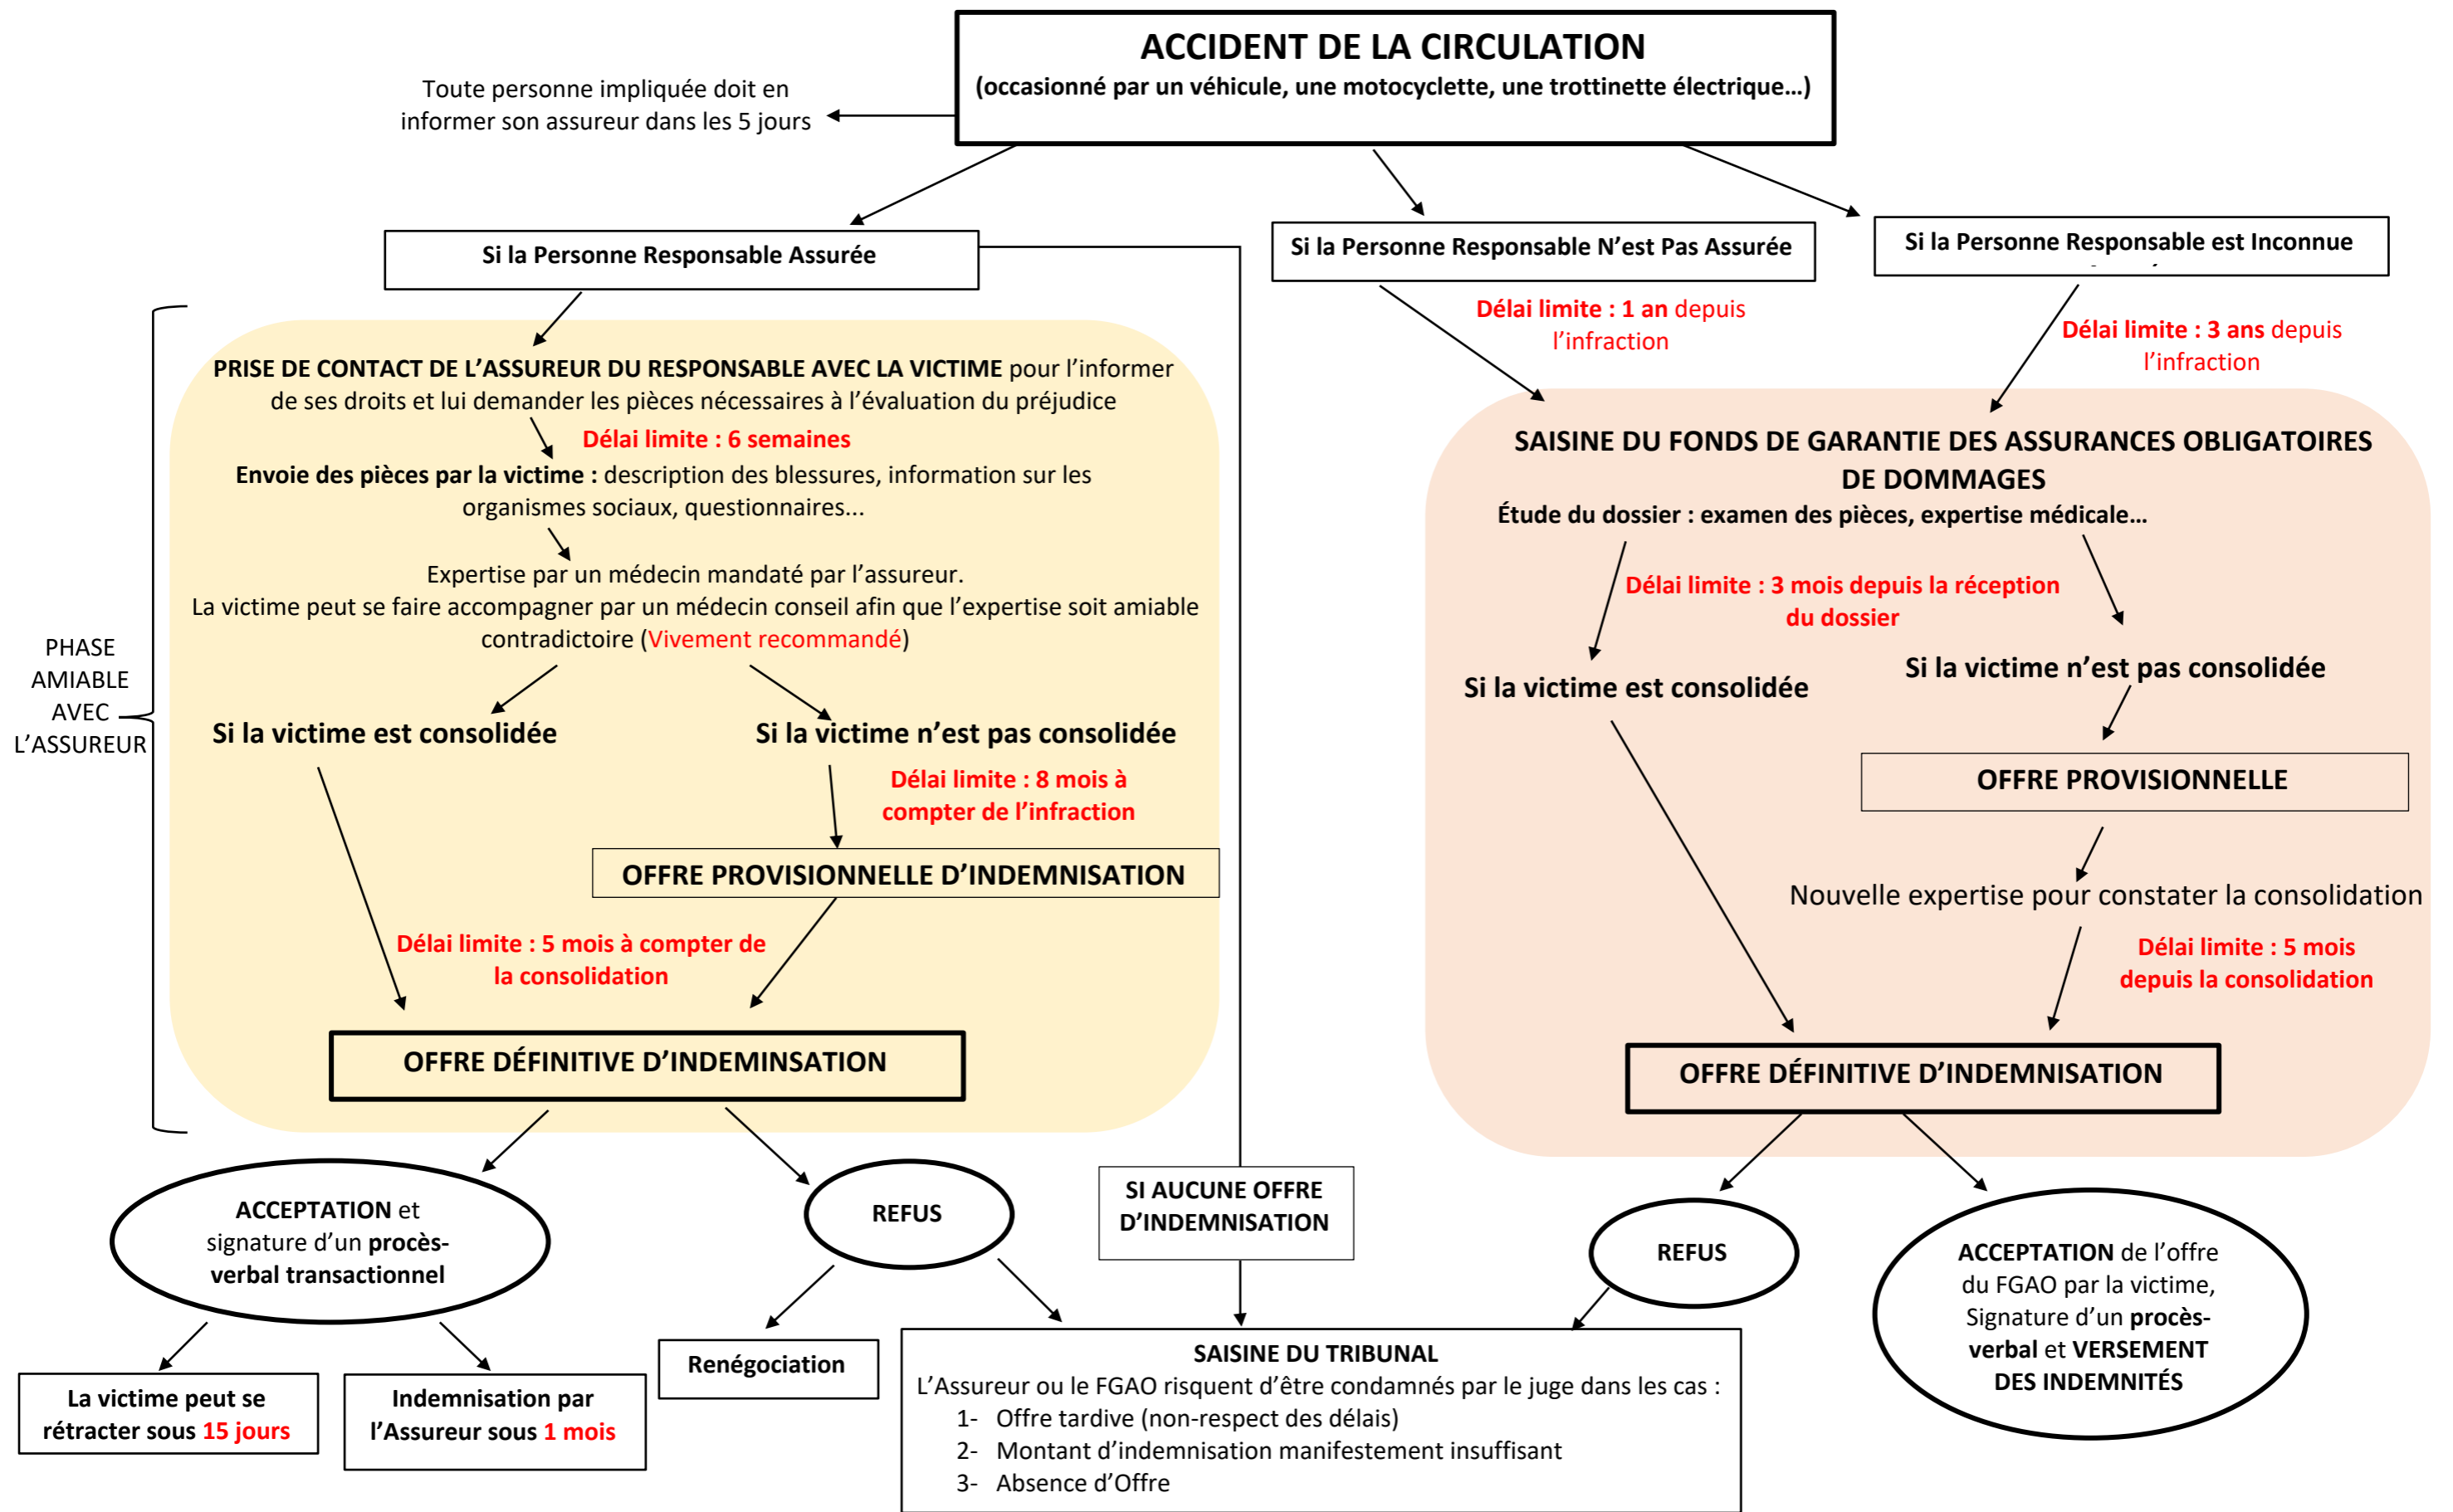 ACCIDENT DE LA CIRCULATION
(occasionné par un véhicule, une motocyclette, une trottinette électrique…)
Toute personne impliquée doit en
informer son assureur dans les 5 jours
Si la Personne Responsable Assurée
Si la Personne Responsable N’est Pas Assurée
Si la Personne Responsable est Inconnue
Délai limite : 1 an depuis
l’infraction
Délai limite : 3 ans depuis
l’infraction
PHASE
AMIABLE
AVEC
L’ASSUREUR
PRISE DE CONTACT DE L’ASSUREUR DU RESPONSABLE AVEC LA VICTIME pour l’informer
de ses droits et lui demander les pièces nécessaires à l’évaluation du préjudice
Délai limite : 6 semaines
Envoie des pièces par la victime : description des blessures, information sur les
organismes sociaux, questionnaires...
Expertise par un médecin mandaté par l’assureur.
La victime peut se faire accompagner par un médecin conseil afin que l’expertise soit amiable
contradictoire (Vivement recommandé)
Si la victime est consolidée
Si la victime n’est pas consolidée
Délai limite : 8 mois à
compter de l’infraction
OFFRE PROVISIONNELLE D’INDEMNISATION
Délai limite : 5 mois à compter de
la consolidation
OFFRE DÉFINITIVE D’INDEMINSATION
SAISINE DU FONDS DE GARANTIE DES ASSURANCES OBLIGATOIRES
DE DOMMAGES
Étude du dossier : examen des pièces, expertise médicale…
Délai limite : 3 mois depuis la réception
du dossier
Si la victime est consolidée
Si la victime n’est pas consolidée
OFFRE PROVISIONNELLE
Nouvelle expertise pour constater la consolidation
Délai limite : 5 mois
depuis la consolidation
OFFRE DÉFINITIVE D’INDEMNISATION
ACCEPTATION et
signature d’un procès-
verbal transactionnel
REFUS
SI AUCUNE OFFRE
D’INDEMNISATION
REFUS
ACCEPTATION de l’offre
du FGAO par la victime,
Signature d’un procès-
verbal et VERSEMENT
DES INDEMNITÉS
La victime peut se
rétracter sous 15 jours
Indemnisation par
l’Assureur sous 1 mois
Renégociation
SAISINE DU TRIBUNAL
L’Assureur ou le FGAO risquent d’être condamnés par le juge dans les cas :
1- Offre tardive (non-respect des délais)
2- Montant d’indemnisation manifestement insuffisant
3- Absence d’Offre